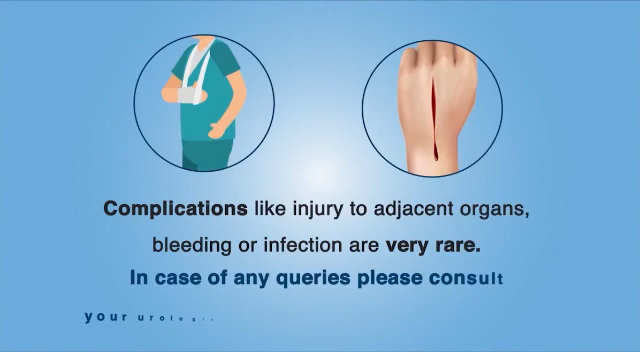 Complications like injury to adjacent organs,
bleeding or infection are very rare.
In case of any queries please consult
your urologi